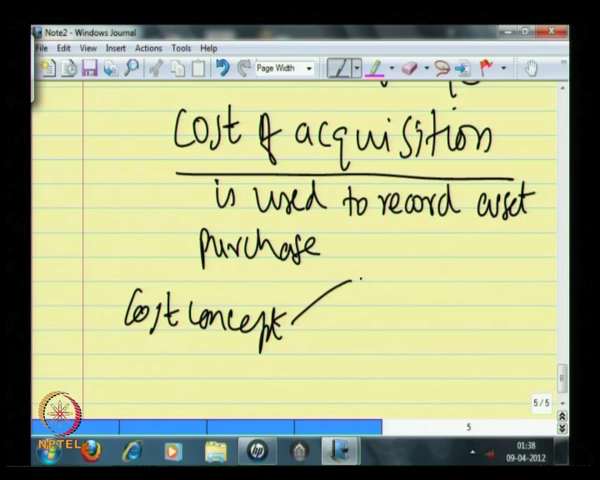 Note2 - Windows Journal
File Edit View Insert Actions Tools Help
Page Width
Cost of acquisition
is used to record asset
purchase
Cost concept
5/5
5
NPTEL
hp
01:38
09-04-2012